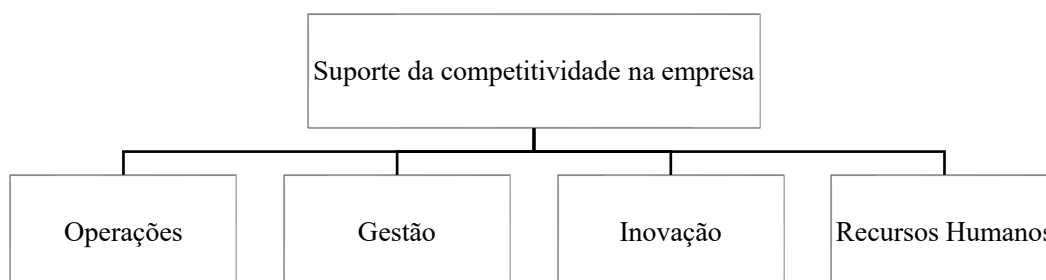 Suporte da competitividade na empresa
Operações
Gestão
Inovação
Recursos Humanos